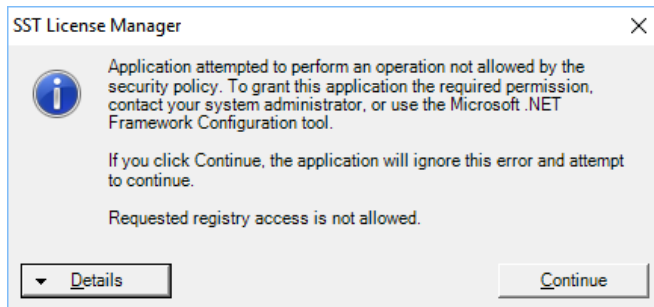 SST License Manager
Application attempted to perform an operation not allowed by the
security policy. To grant this application the required permission,
contact your system administrator, or use the Microsoft .NET
Framework Configuration tool.
If you click Continue, the application will ignore this error and attempt
to continue.
Requested registry access is not allowed.
Details
Continue